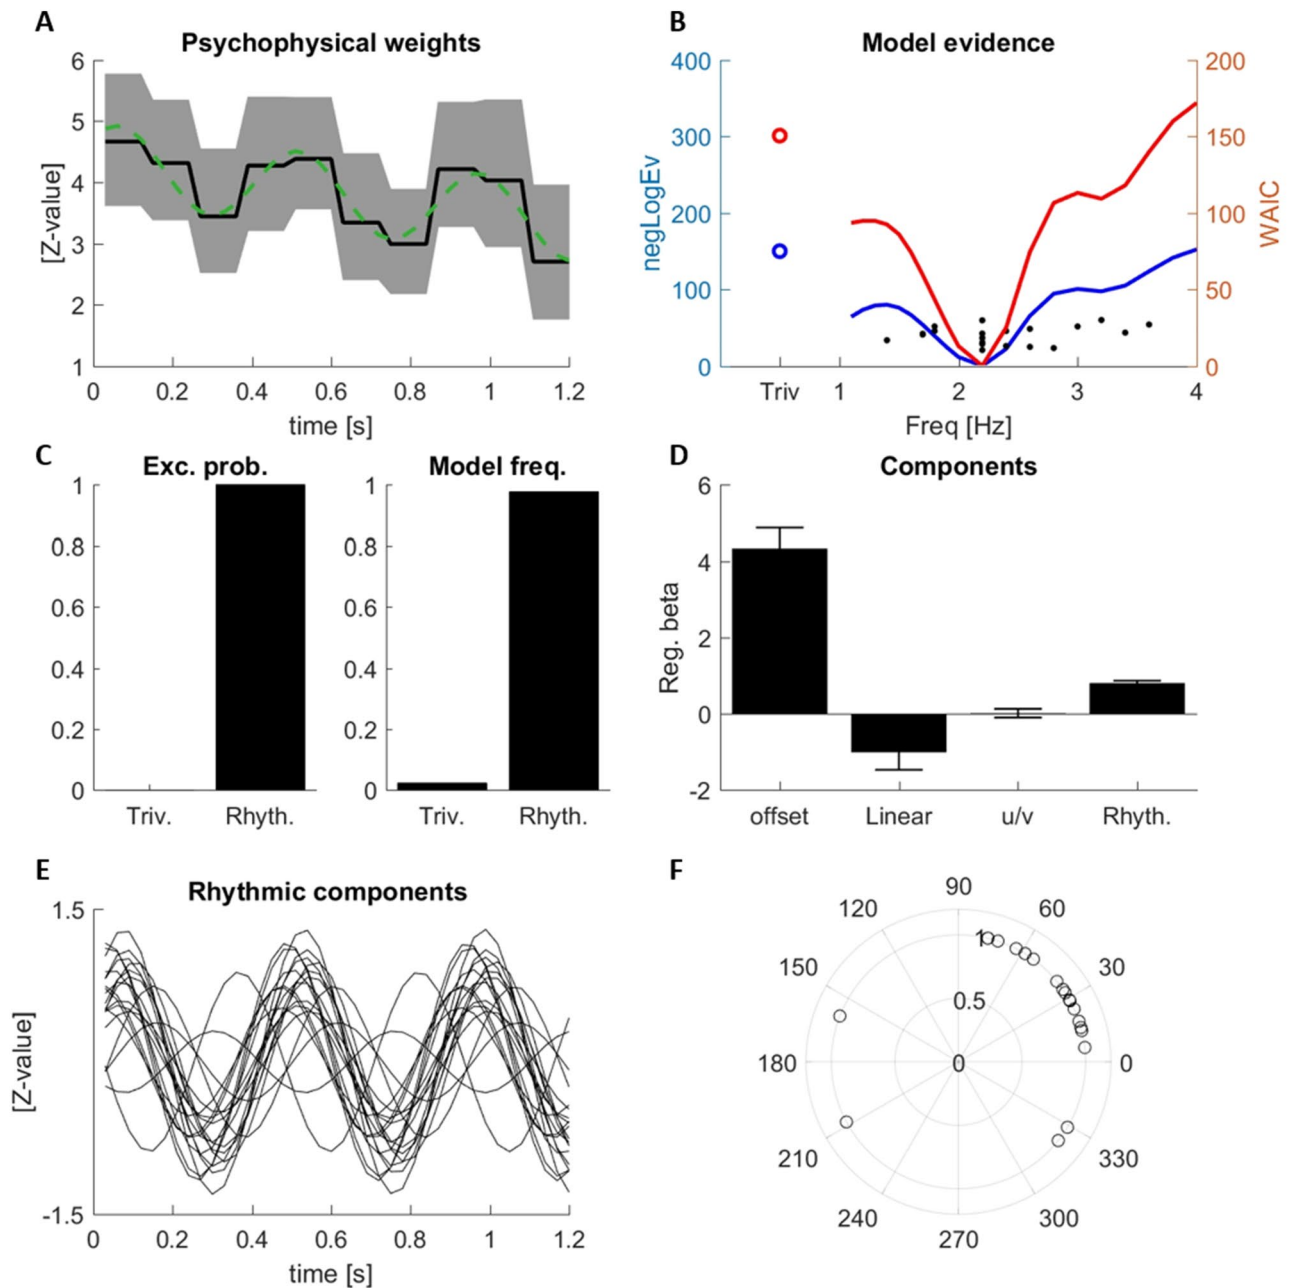 A
Psychophysical weights
6
5
4
3
2
1
[Z-value]
0 0.2 0.4 0.6 0.8 1 1.2
time [s]
B
Model evidence
400
300
200
100
0
negLogEv
200
150
100
50
0
WAIC
Triv 1 2 3 4
Freq [Hz]
C
Exc. prob.
1
0.8
0.6
0.4
0.2
0
Triv. Rhyth.
Model freq.
1
0.8
0.6
0.4
0.2
0
Triv. Rhyth.
D
Components
6
4
2
0
-2
Reg. beta
offset Linear u/v Rhyth.
E
Rhythmic components
1.5
-1.5
[Z-value]
0 0.2 0.4 0.6 0.8 1 1.2
time [s]
F
90
120 60
1
150 30
0.5
180 0 0
210 330
240 300
270